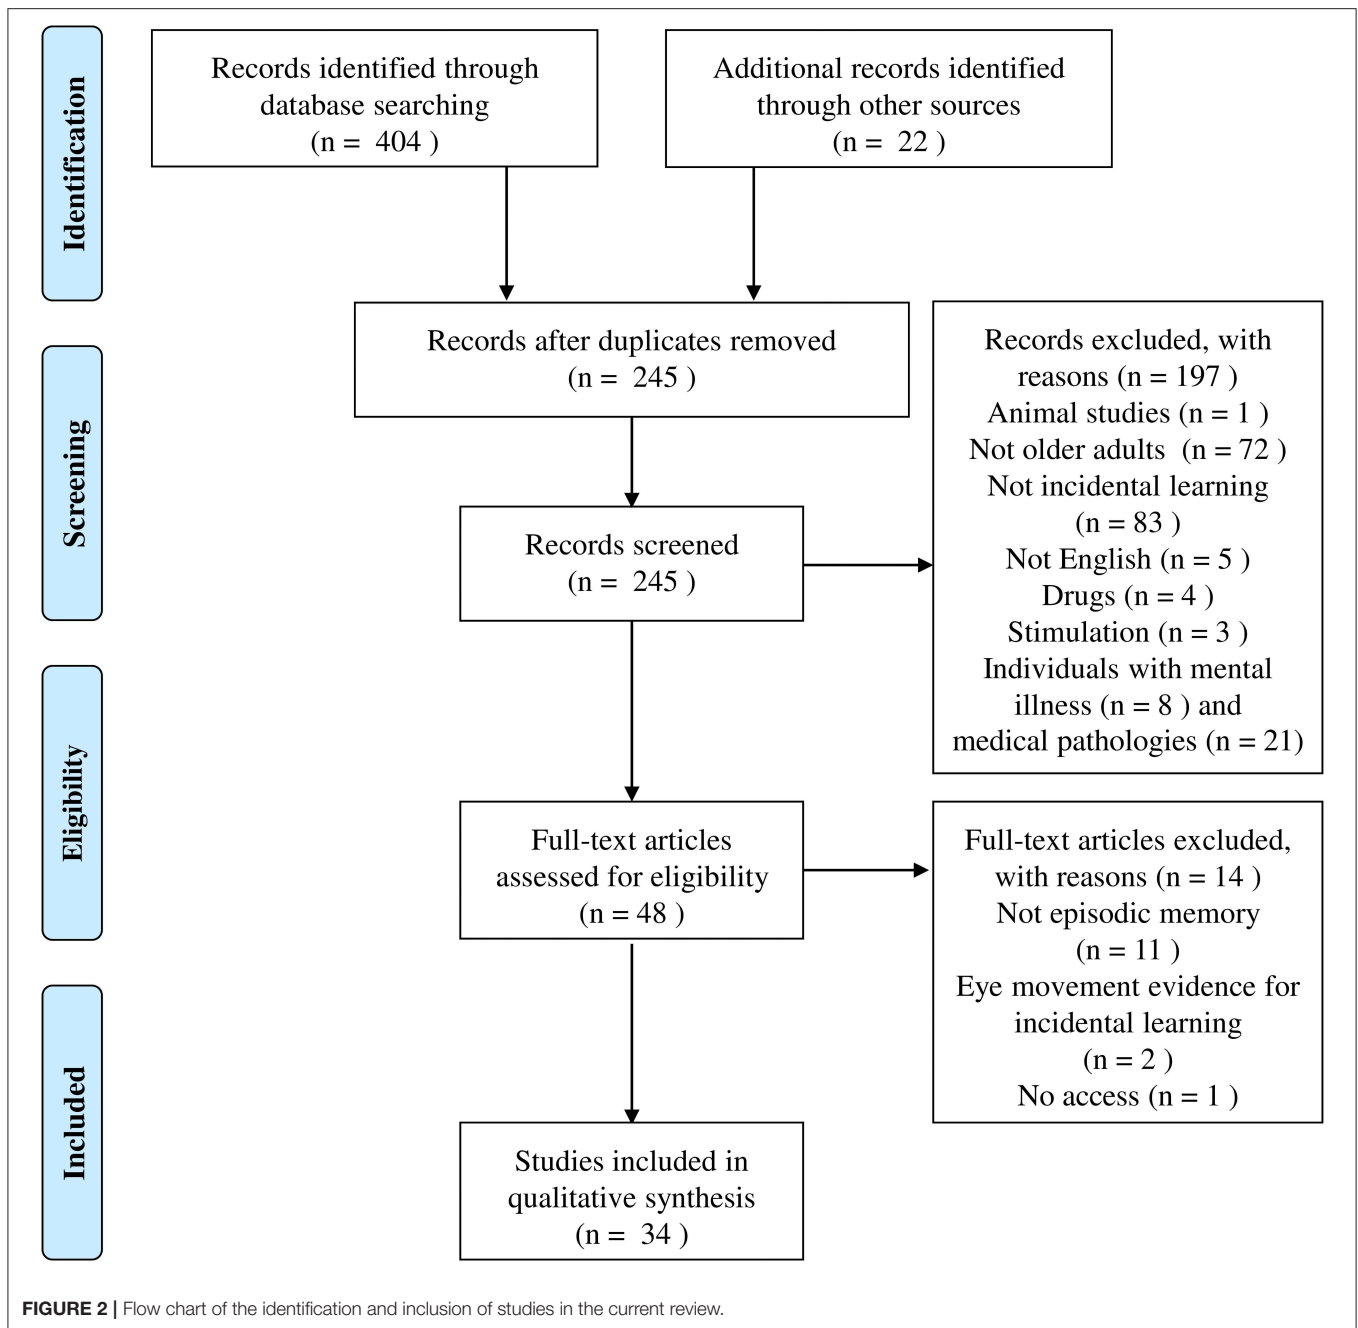 Identification
Records identified through
database searching
(n = 404 )
Additional records identified
through other sources
(n = 22 )
Screening
Records after duplicates removed
(n = 245 )
Records screened
(n = 245 )
Records excluded, with
reasons (n = 197 )
Animal studies (n = 1 )
Not older adults (n = 72 )
Not incidental learning
(n = 83 )
Not English (n = 5 )
Drugs (n = 4 )
Stimulation (n = 3 )
Individuals with mental
illness (n = 8 ) and
medical pathologies (n = 21)
Eligibility
Full-text articles
assessed for eligibility
(n = 48 )
Full-text articles excluded,
with reasons (n = 14 )
Not episodic memory
(n = 11 )
Eye movement evidence for
incidental learning
(n = 2 )
No access (n = 1 )
Included
Studies included in
qualitative synthesis
(n = 34 )
FIGURE 2 | Flow chart of the identification and inclusion of studies in the current review.